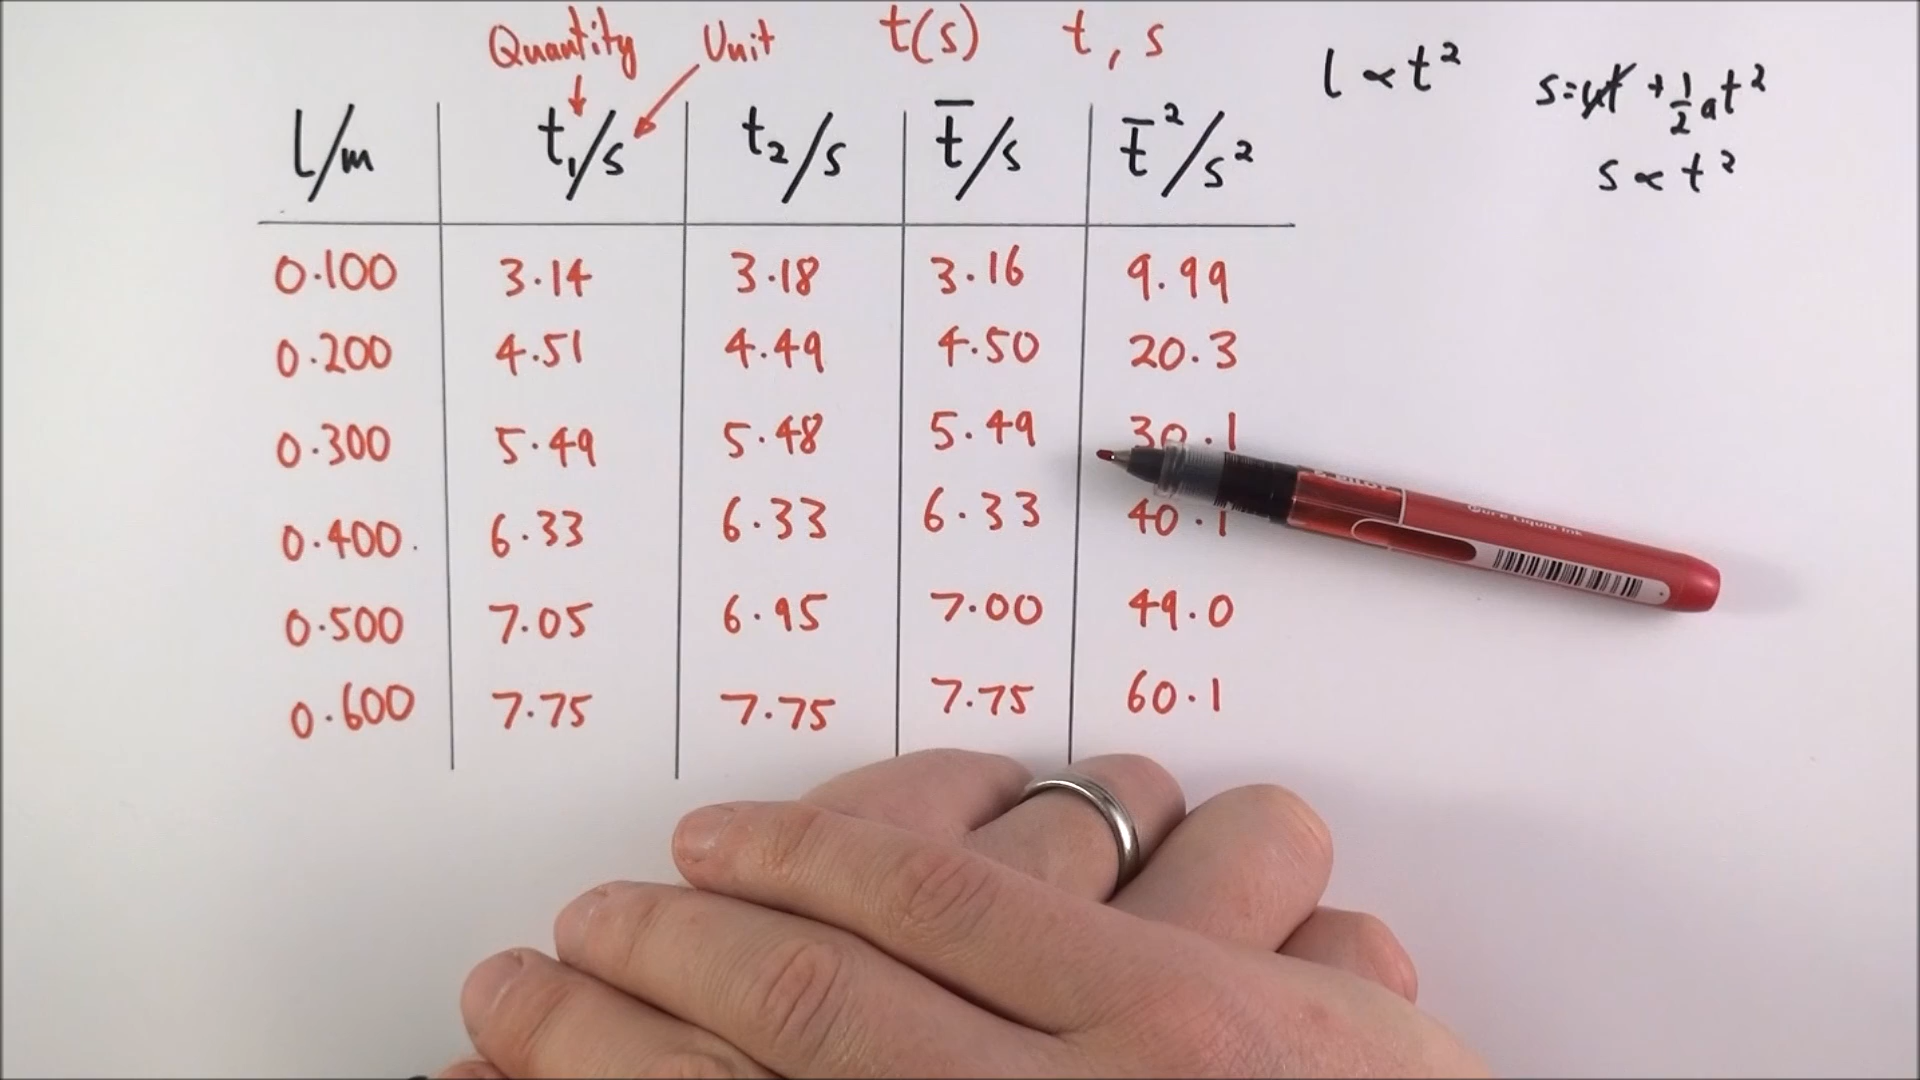 Quantity Unit t(s) t, s
l ∝ t² s=ut + ½at²
s ∝ t²
l/m t₁/s t₂/s t̅/s t̅²/s²
0.100 3.14 3.18 3.16 9.99
0.200 4.51 4.49 4.50 20.3
0.300 5.49 5.48 5.49 30.1
0.400 6.33 6.33 6.33 40.1
0.500 7.05 6.95 7.00 49.0
0.600 7.75 7.75 7.75 60.1
Pure Liquid Ink